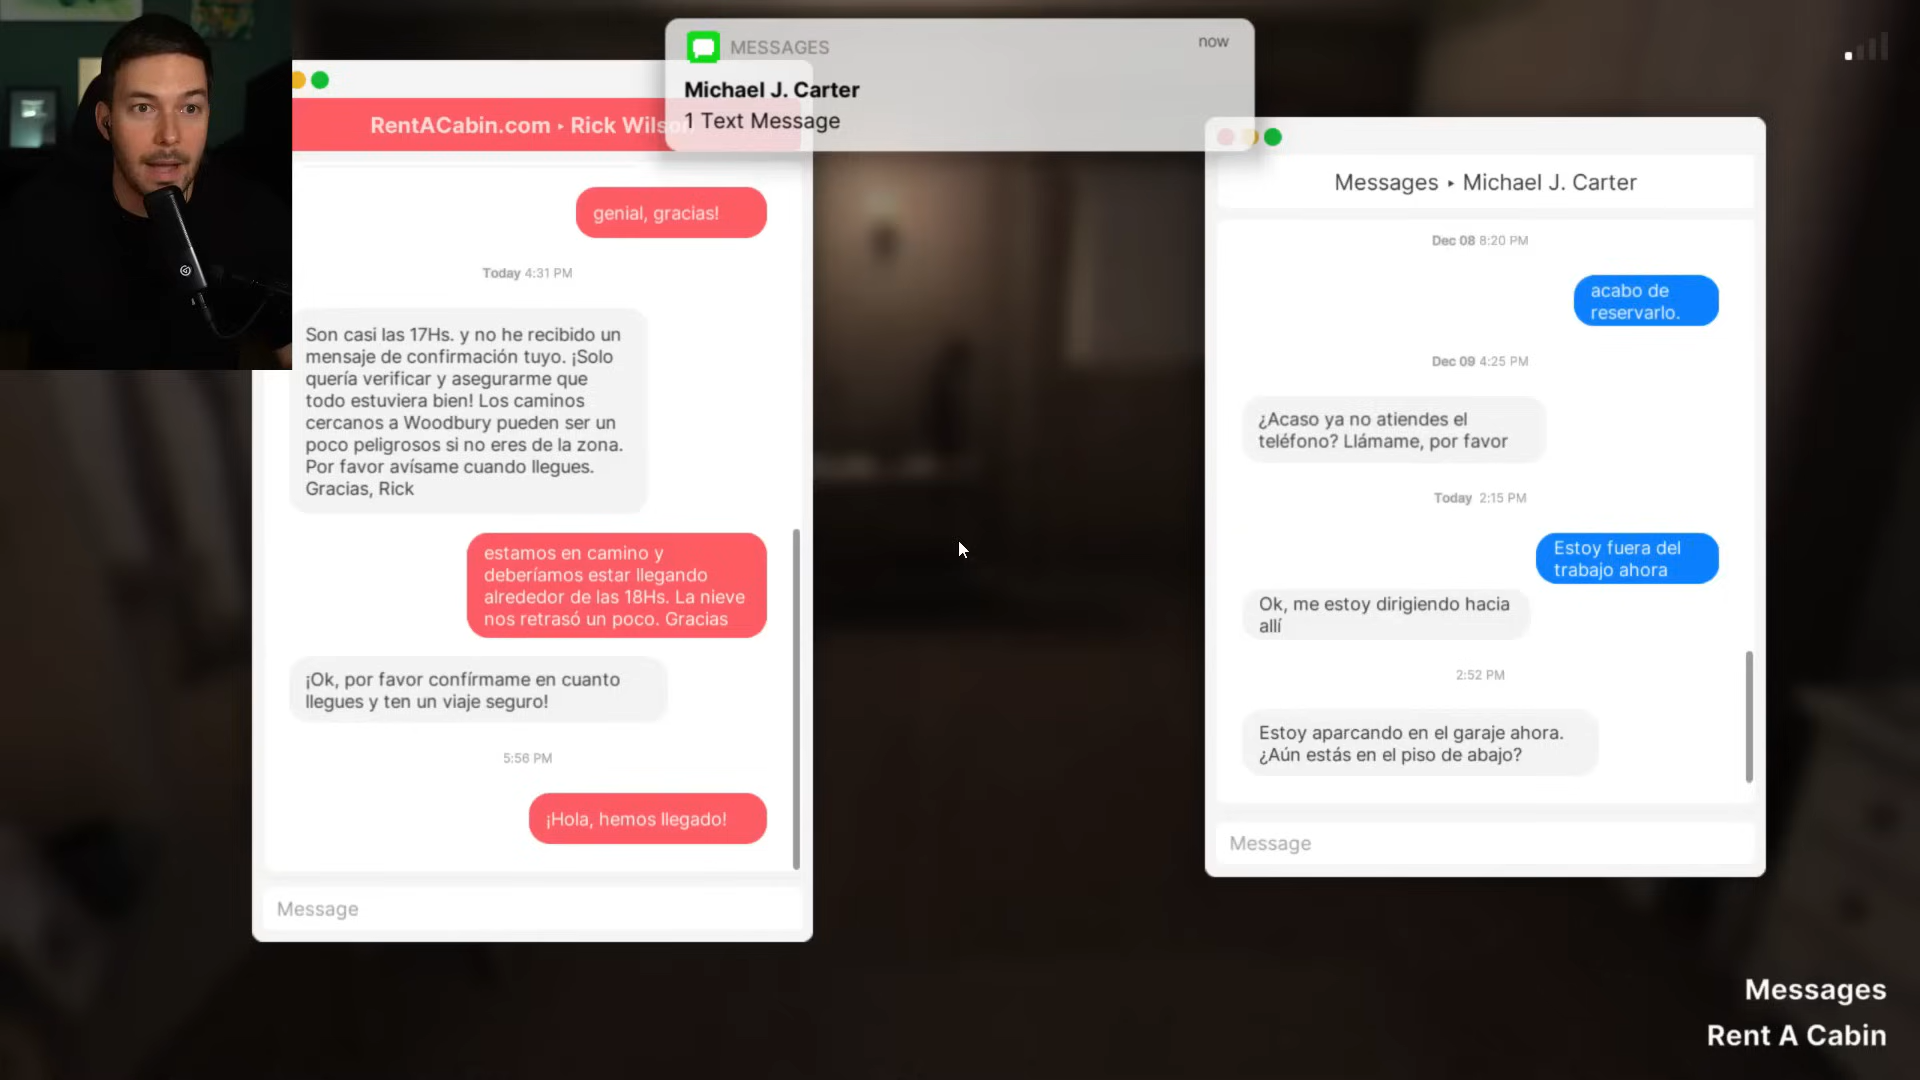 MESSAGES
now
Michael J. Carter
1 Text Message
RentACabin.com ‣ Rick Wilson
genial, gracias!
Today 4:31 PM
Son casi las 17Hs. y no he recibido un
mensaje de confirmación tuyo. ¡Solo
quería verificar y asegurarme que
todo estuviera bien! Los caminos
cercanos a Woodbury pueden ser un
poco peligrosos si no eres de la zona.
Por favor avísame cuando llegues.
Gracias, Rick
estamos en camino y
deberíamos estar llegando
alrededor de las 18Hs. La nieve
nos retrasó un poco. Gracias
¡Ok, por favor confírmame en cuanto
llegues y ten un viaje seguro!
5:56 PM
¡Hola, hemos llegado!
Message
Messages ‣ Michael J. Carter
Dec 08 8:20 PM
acabo de
reservarlo.
Dec 09 4:25 PM
¿Acaso ya no atiendes el
teléfono? Llámame, por favor
Today 2:15 PM
Estoy fuera del
trabajo ahora
Ok, me estoy dirigiendo hacia
allí
2:52 PM
Estoy aparcando en el garaje ahora.
¿Aún estás en el piso de abajo?
Message
Messages
Rent A Cabin